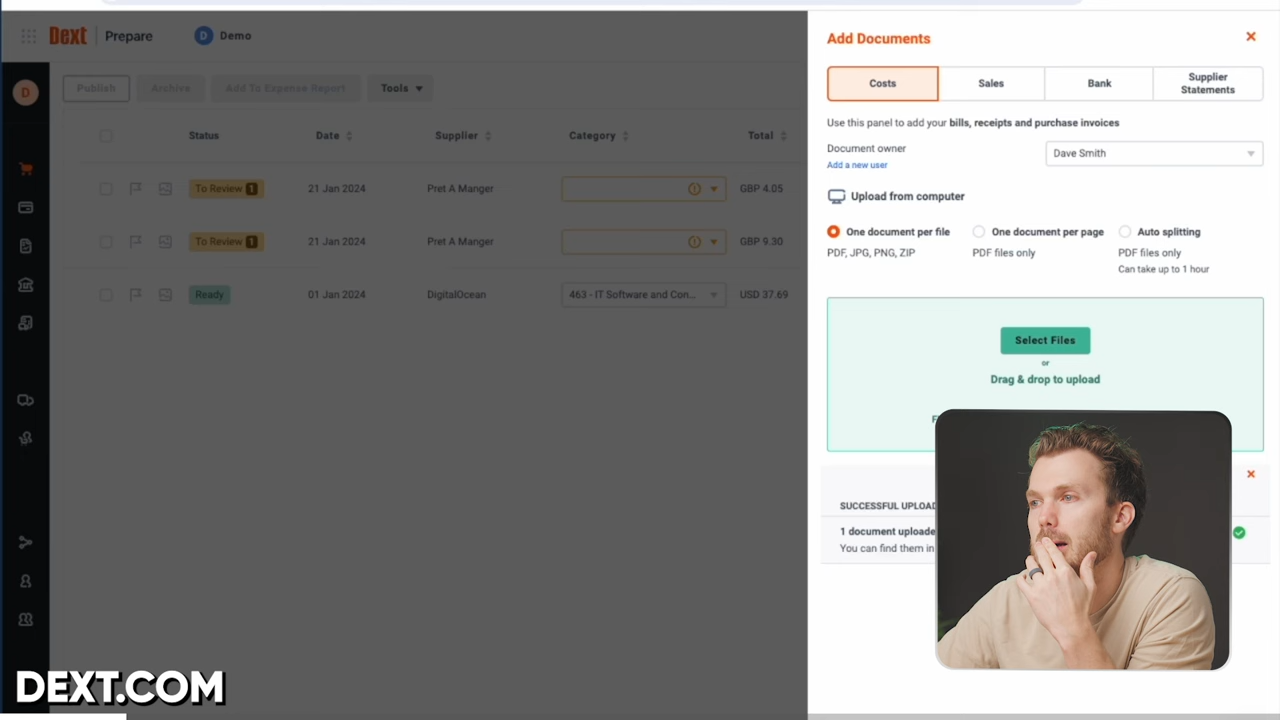 Dext Prepare
D Demo
D
Publish Archive Add To Expense Report Tools
Status Date Supplier Category Total
To Review 1 21 Jan 2024 Pret A Manger GBP 4.05
To Review 1 21 Jan 2024 Pret A Manger GBP 9.30
Ready 01 Jan 2024 DigitalOcean 463 - IT Software and Con... USD 37.69
Add Documents
Costs Sales Bank Supplier Statements
Use this panel to add your bills, receipts and purchase invoices
Document owner
Add a new user
Dave Smith
Upload from computer
One document per file
PDF, JPG, PNG, ZIP
One document per page
PDF files only
Auto splitting
PDF files only
Can take up to 1 hour
Select Files
or
Drag & drop to upload
SUCCESSFUL UPLOAD
1 document uploade
You can find them in
DEXT.COM